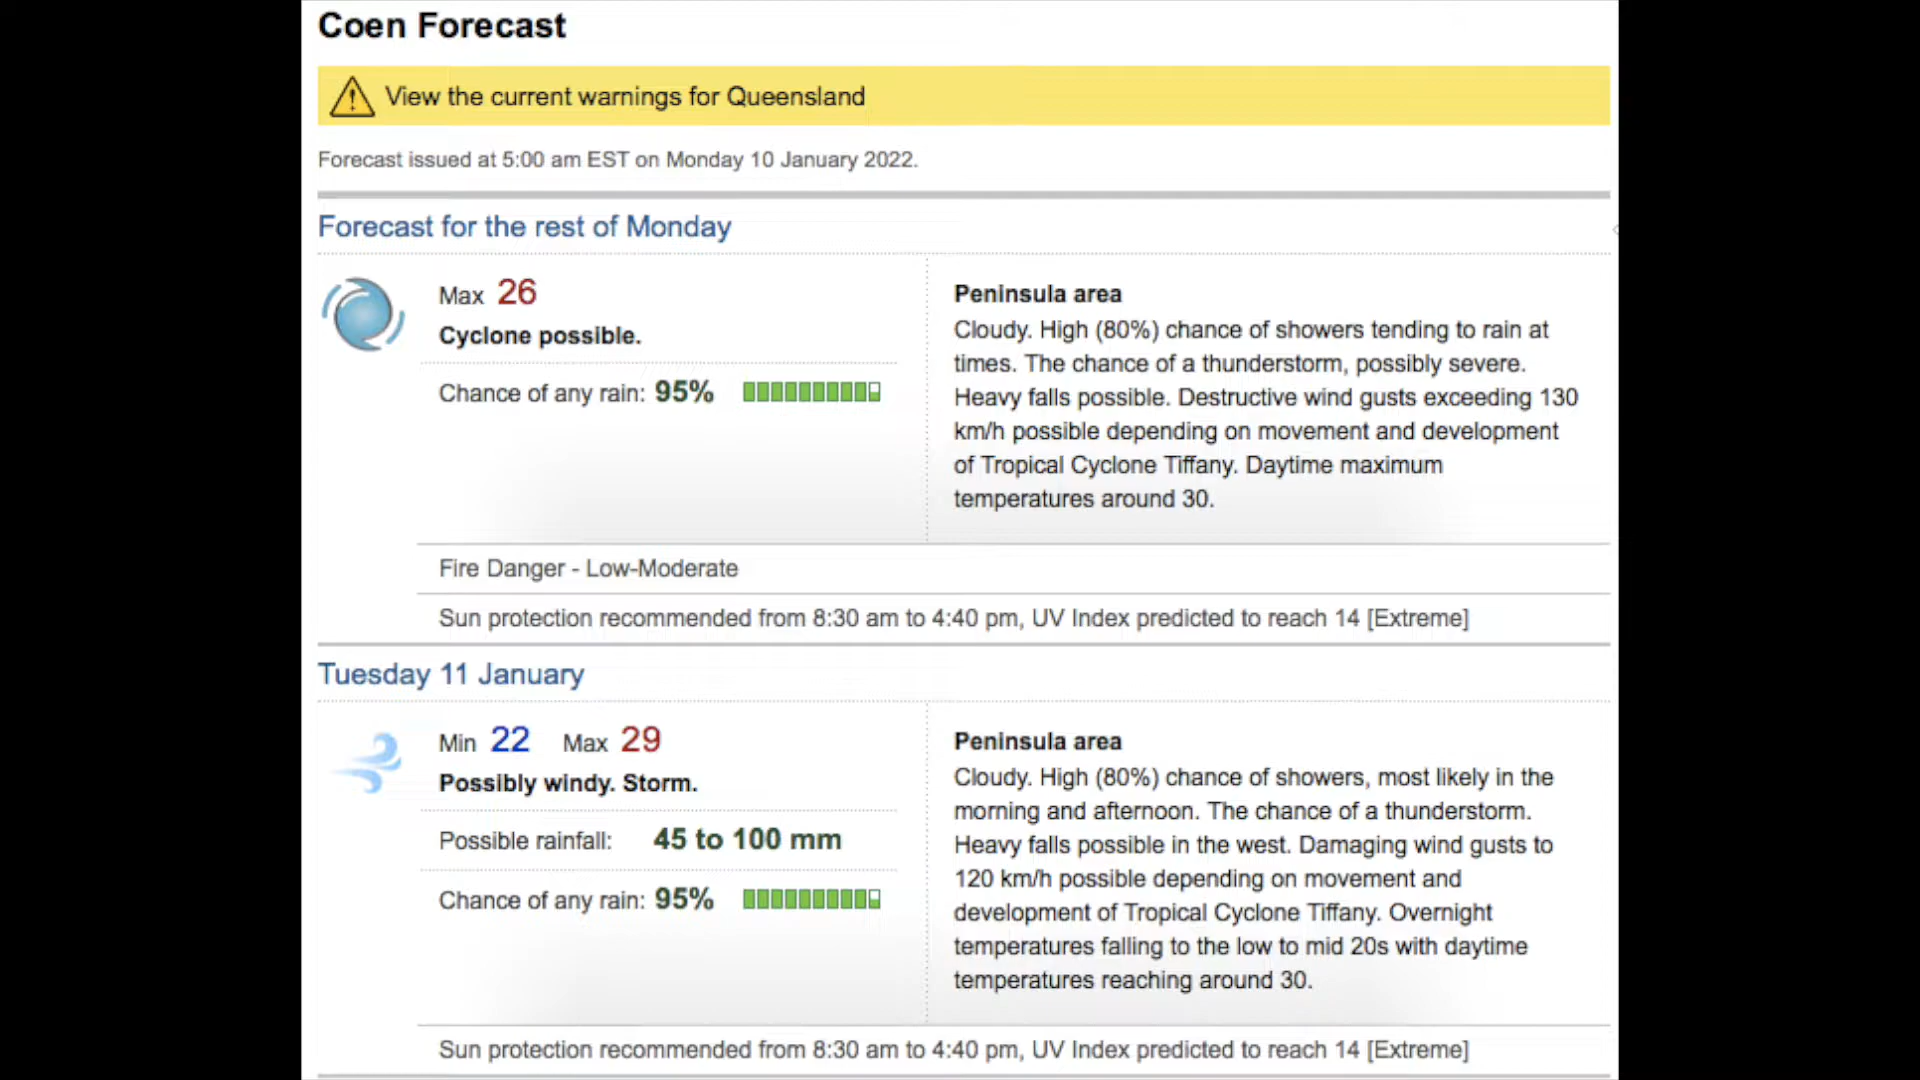 Coen Forecast
View the current warnings for Queensland
Forecast issued at 5:00 am EST on Monday 10 January 2022.
Forecast for the rest of Monday
Max 26
Cyclone possible.
Chance of any rain: 95%
Peninsula area
Cloudy. High (80%) chance of showers tending to rain at
times. The chance of a thunderstorm, possibly severe.
Heavy falls possible. Destructive wind gusts exceeding 130
km/h possible depending on movement and development
of Tropical Cyclone Tiffany. Daytime maximum
temperatures around 30.
Fire Danger - Low-Moderate
Sun protection recommended from 8:30 am to 4:40 pm, UV Index predicted to reach 14 [Extreme]
Tuesday 11 January
Min 22 Max 29
Possibly windy. Storm.
Possible rainfall: 45 to 100 mm
Chance of any rain: 95%
Peninsula area
Cloudy. High (80%) chance of showers, most likely in the
morning and afternoon. The chance of a thunderstorm.
Heavy falls possible in the west. Damaging wind gusts to
120 km/h possible depending on movement and
development of Tropical Cyclone Tiffany. Overnight
temperatures falling to the low to mid 20s with daytime
temperatures reaching around 30.
Sun protection recommended from 8:30 am to 4:40 pm, UV Index predicted to reach 14 [Extreme]